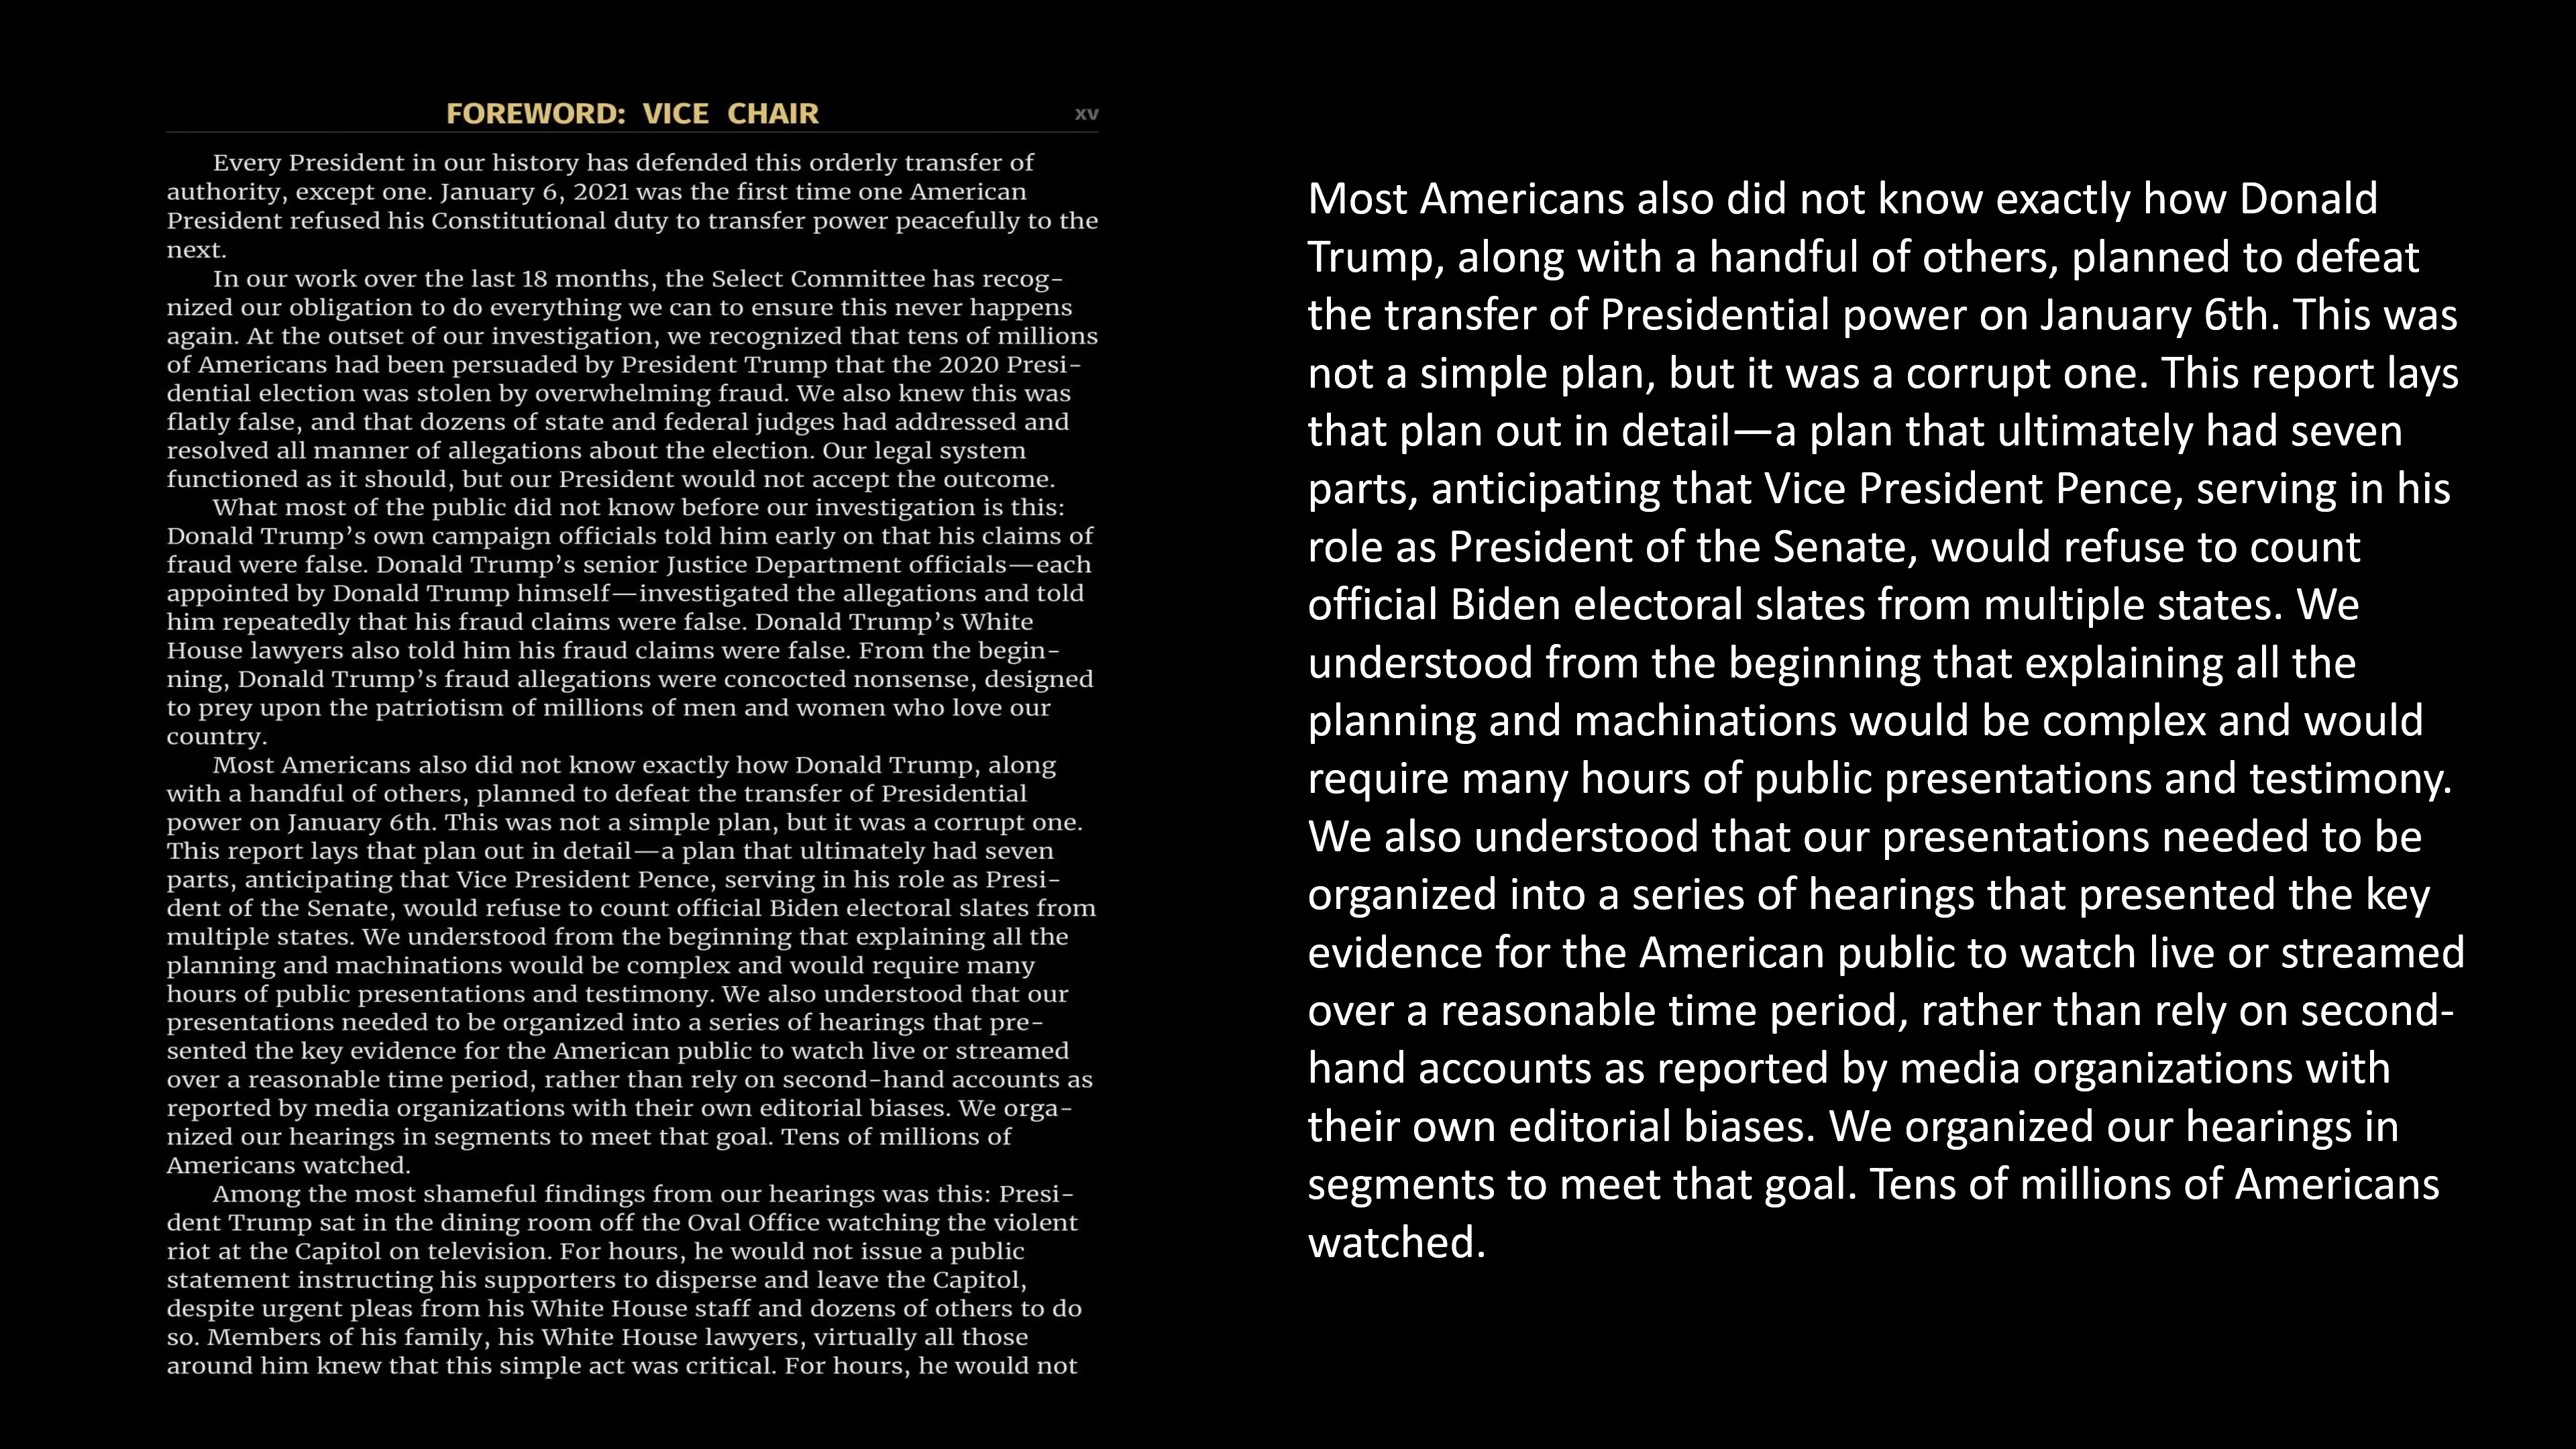 FOREWORD: VICE CHAIR xv
Every President in our history has defended this orderly transfer of
authority, except one. January 6, 2021 was the first time one American
President refused his Constitutional duty to transfer power peacefully to the
next.
In our work over the last 18 months, the Select Committee has recog-
nized our obligation to do everything we can to ensure this never happens
again. At the outset of our investigation, we recognized that tens of millions
of Americans had been persuaded by President Trump that the 2020 Presi-
dential election was stolen by overwhelming fraud. We also knew this was
flatly false, and that dozens of state and federal judges had addressed and
resolved all manner of allegations about the election. Our legal system
functioned as it should, but our President would not accept the outcome.
What most of the public did not know before our investigation is this:
Donald Trump’s own campaign officials told him early on that his claims of
fraud were false. Donald Trump’s senior Justice Department officials—each
appointed by Donald Trump himself—investigated the allegations and told
him repeatedly that his fraud claims were false. Donald Trump’s White
House lawyers also told him his fraud claims were false. From the begin-
ning, Donald Trump’s fraud allegations were concocted nonsense, designed
to prey upon the patriotism of millions of men and women who love our
country.
Most Americans also did not know exactly how Donald Trump, along
with a handful of others, planned to defeat the transfer of Presidential
power on January 6th. This was not a simple plan, but it was a corrupt one.
This report lays that plan out in detail—a plan that ultimately had seven
parts, anticipating that Vice President Pence, serving in his role as Presi-
dent of the Senate, would refuse to count official Biden electoral slates from
multiple states. We understood from the beginning that explaining all the
planning and machinations would be complex and would require many
hours of public presentations and testimony. We also understood that our
presentations needed to be organized into a series of hearings that pre-
sented the key evidence for the American public to watch live or streamed
over a reasonable time period, rather than rely on second-hand accounts as
reported by media organizations with their own editorial biases. We orga-
nized our hearings in segments to meet that goal. Tens of millions of
Americans watched.
Among the most shameful findings from our hearings was this: Presi-
dent Trump sat in the dining room off the Oval Office watching the violent
riot at the Capitol on television. For hours, he would not issue a public
statement instructing his supporters to disperse and leave the Capitol,
despite urgent pleas from his White House staff and dozens of others to do
so. Members of his family, his White House lawyers, virtually all those
around him knew that this simple act was critical. For hours, he would not
Most Americans also did not know exactly how Donald
Trump, along with a handful of others, planned to defeat
the transfer of Presidential power on January 6th. This was
not a simple plan, but it was a corrupt one. This report lays
that plan out in detail—a plan that ultimately had seven
parts, anticipating that Vice President Pence, serving in his
role as President of the Senate, would refuse to count
official Biden electoral slates from multiple states. We
understood from the beginning that explaining all the
planning and machinations would be complex and would
require many hours of public presentations and testimony.
We also understood that our presentations needed to be
organized into a series of hearings that presented the key
evidence for the American public to watch live or streamed
over a reasonable time period, rather than rely on second-
hand accounts as reported by media organizations with
their own editorial biases. We organized our hearings in
segments to meet that goal. Tens of millions of Americans
watched.